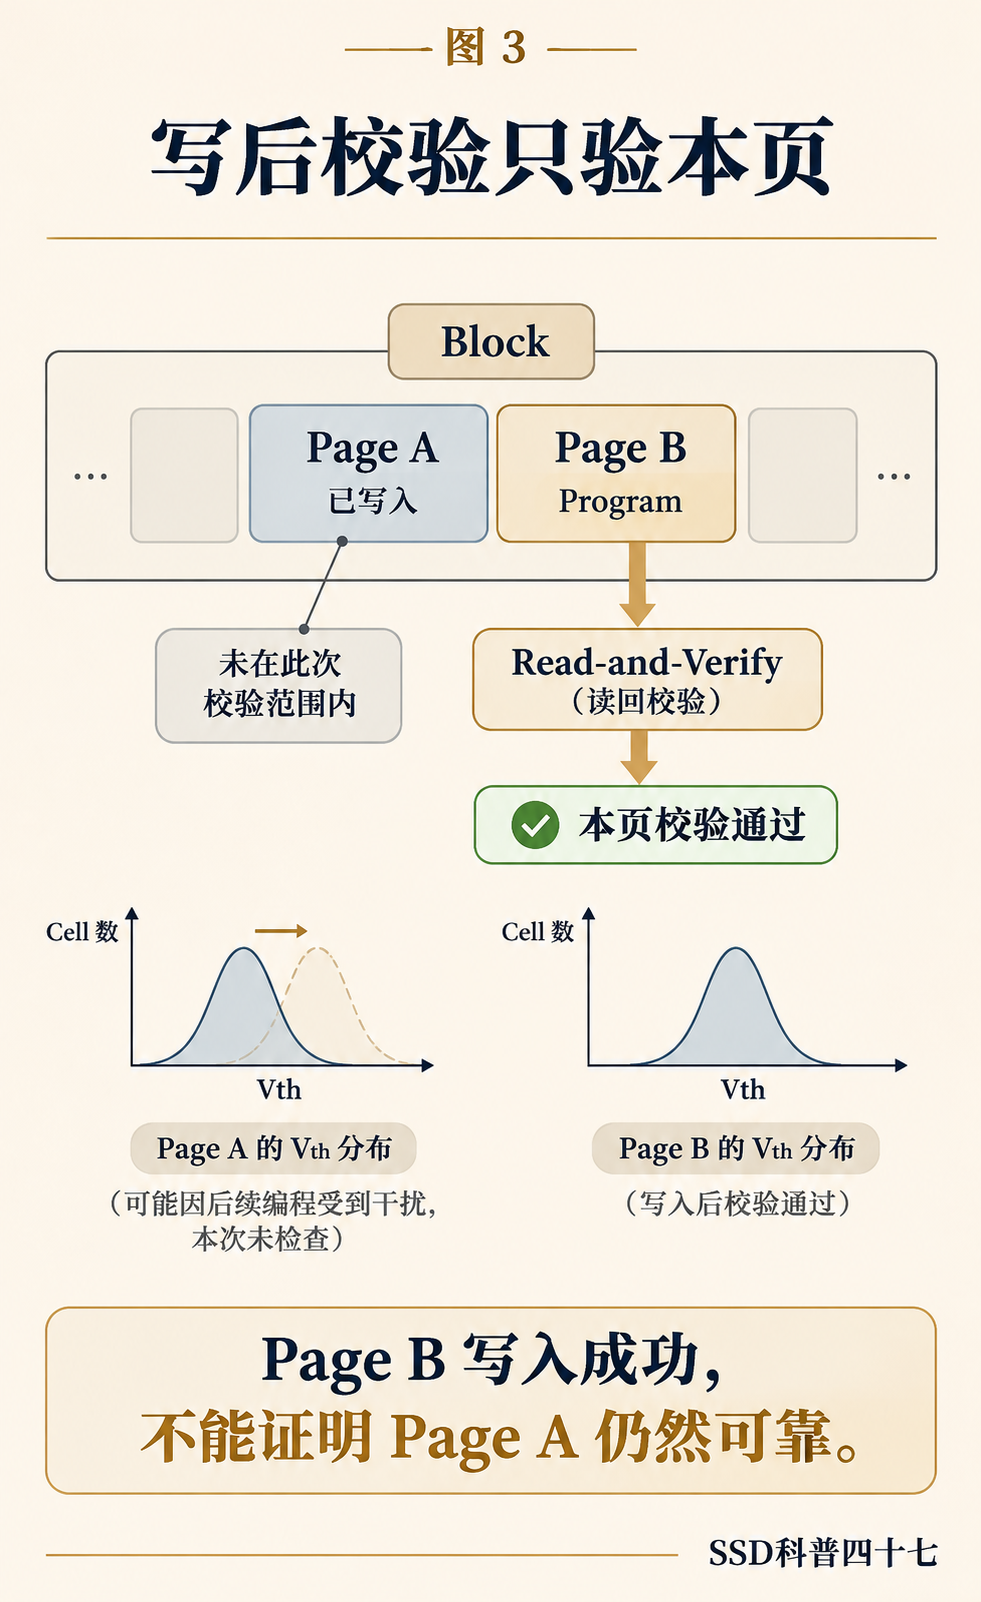 图 3
写后校验只验本页
Block
… Page A Page B …
已写入 Program
未在此次
校验范围内
Read-and-Verify
（读回校验）
本页校验通过
Cell 数
Vth
Page A 的 Vth 分布
（可能因后续编程受到干扰，
本次未检查）
Cell 数
Vth
Page B 的 Vth 分布
（写入后校验通过）
Page B 写入成功，
不能证明 Page A 仍然可靠。
SSD科普四十七